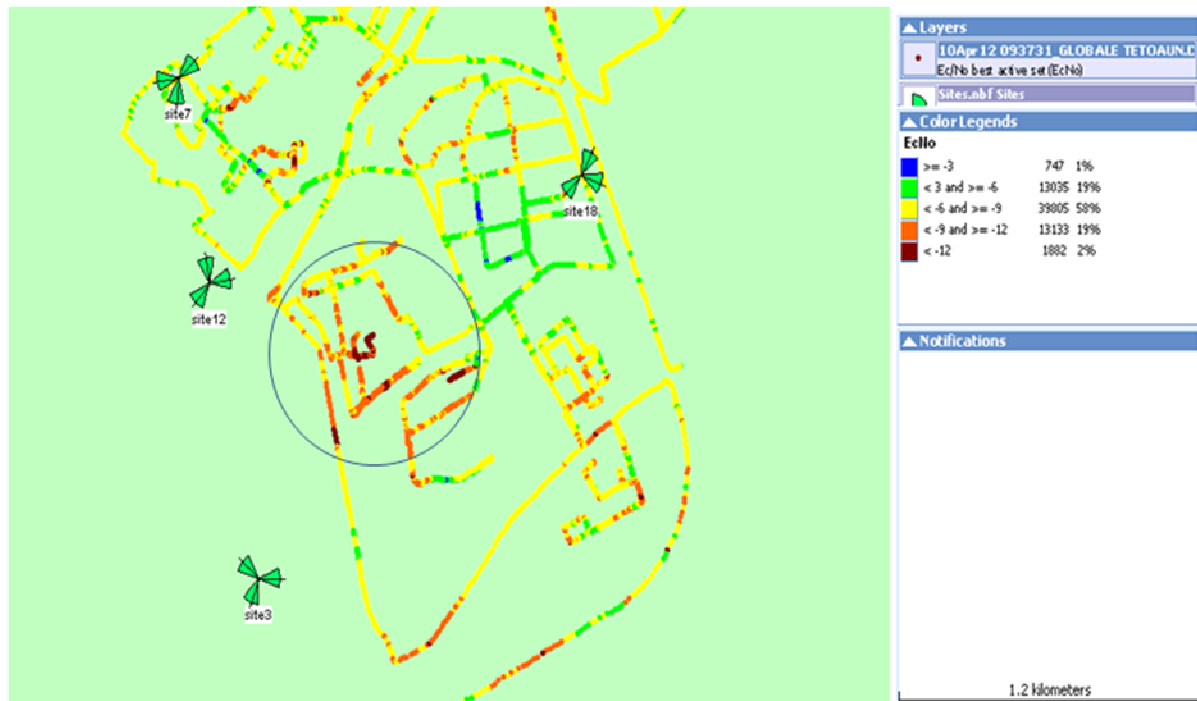 Layers
10Apr12 093731_GLOBALE TETOAUN.D
Ec/No best active set(EcNo)
Sites.nbf Sites
Color Legends
EcNo
>= -3 747 1%
< 3 and >= -6 13035 19%
< -6 and >= -9 39805 58%
< -9 and >= -12 13133 19%
< -12 1882 2%
Notifications
1.2 kilometers
site7
site18
site12
site3